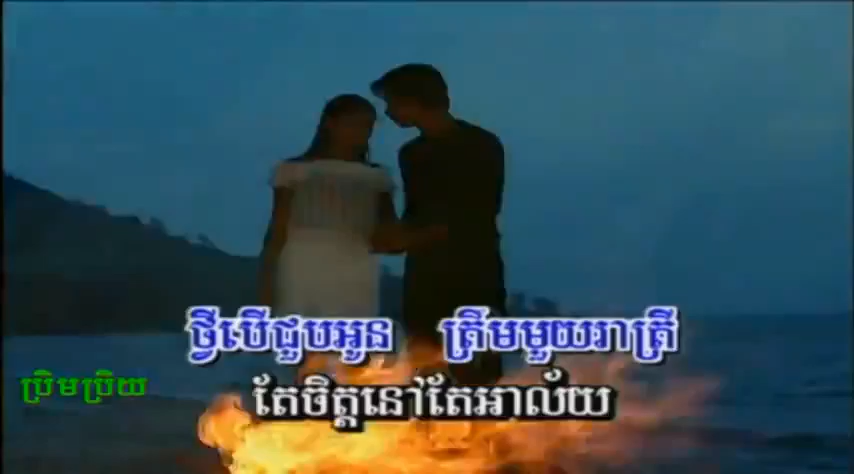 ថ្វីបើជួបអូន ត្រឹមមួយរាត្រី
ប្រិមប្រិយ
តែចិត្តនៅតែអាល័យ